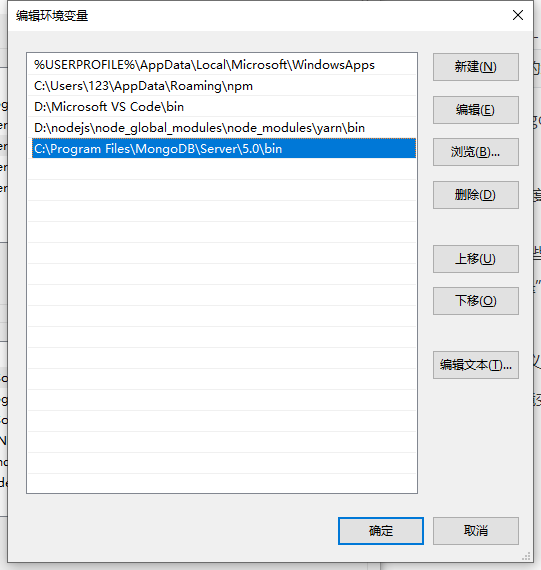 编辑环境变量
%USERPROFILE%\AppData\Local\Microsoft\WindowsApps
C:\Users\123\AppData\Roaming\npm
D:\Microsoft VS Code\bin
D:\nodejs\node_global_modules\node_modules\yarn\bin
C:\Program Files\MongoDB\Server\5.0\bin
新建(N)
编辑(E)
浏览(B)...
删除(D)
上移(U)
下移(O)
编辑文本(T)...
确定
取消